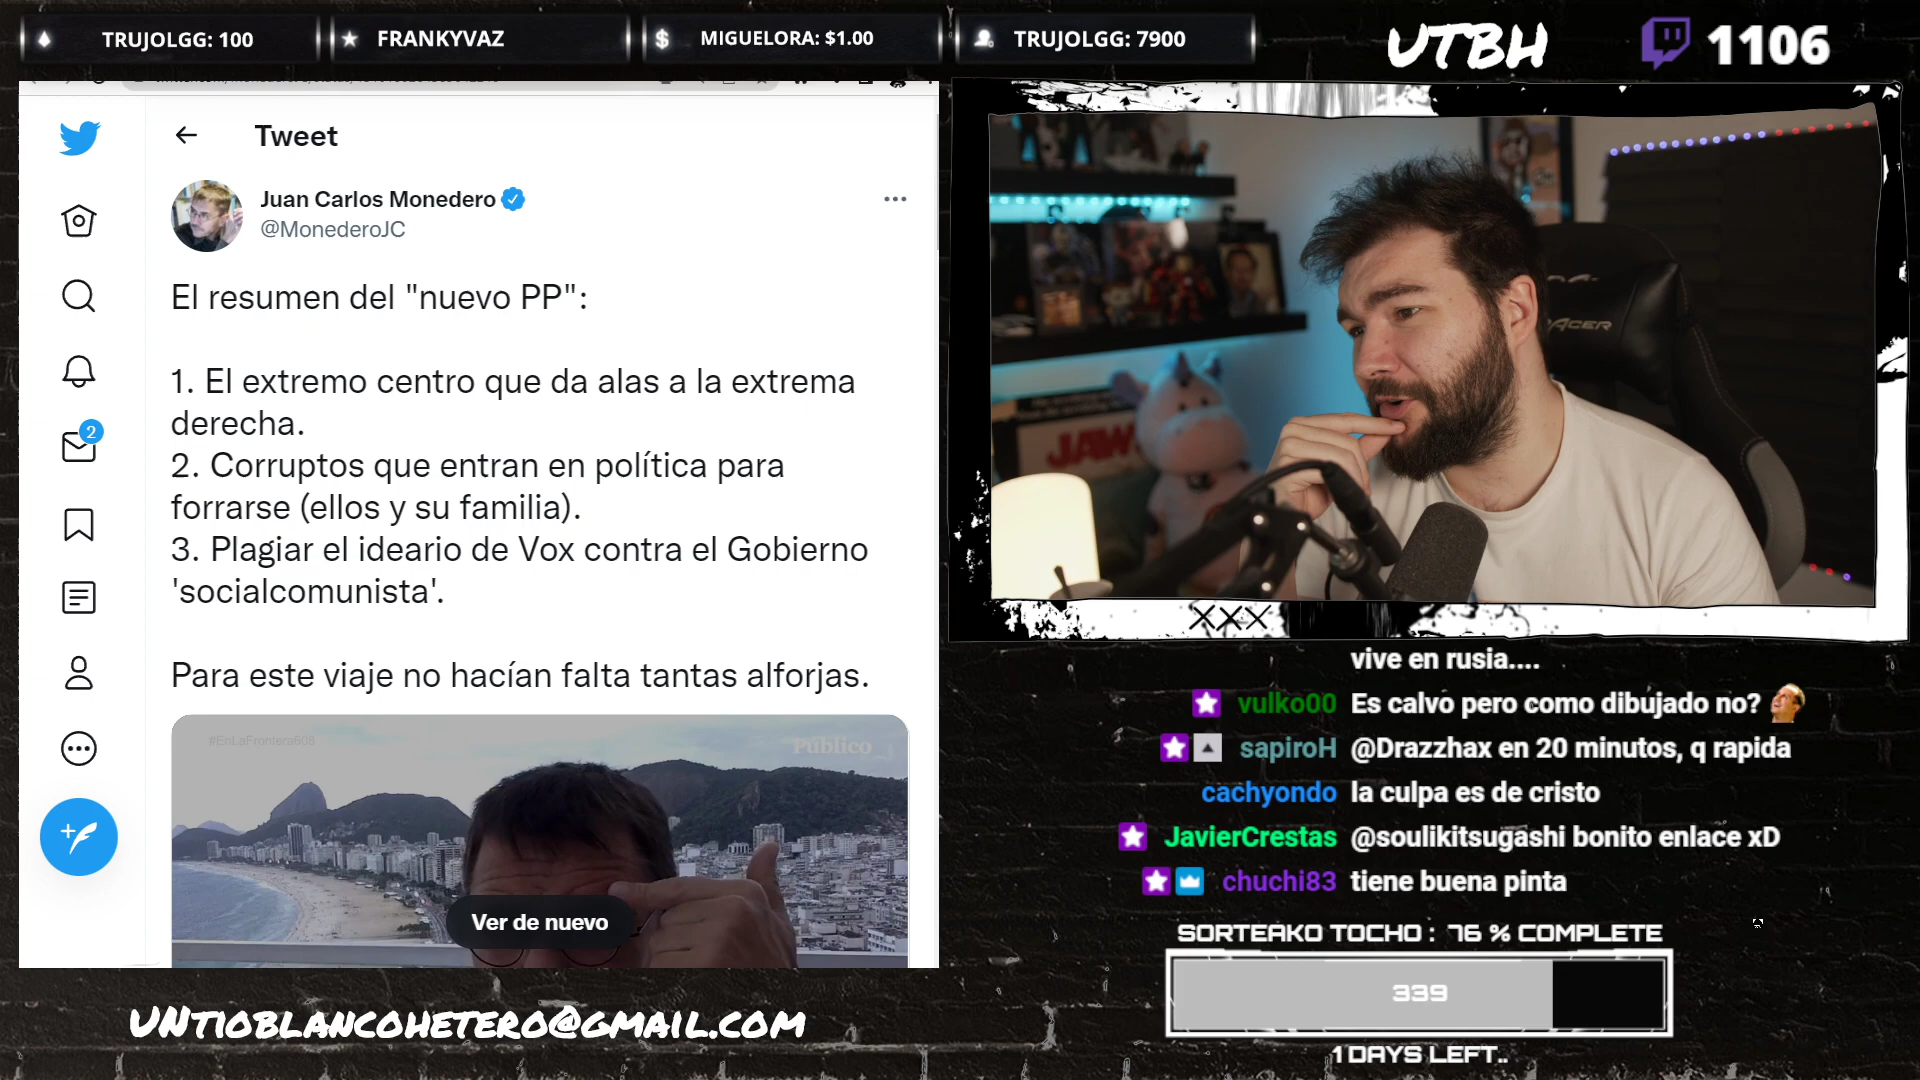 TRUJOLGG: 100
FRANKYVAZ
MIGUELORA: $1.00
TRUJOLGG: 7900
UTBH
1106
Tweet
Juan Carlos Monedero
@MonederoJC
El resumen del "nuevo PP":
1. El extremo centro que da alas a la extrema
derecha.
2. Corruptos que entran en política para
forrarse (ellos y su familia).
3. Plagiar el ideario de Vox contra el Gobierno
'socialcomunista'.
Para este viaje no hacían falta tantas alforjas.
2
#EnLaFrontera608
Público
Ver de nuevo
UNTIOBLANCOHETERO@GMAIL.COM
JAWS
XXX
vive en rusia....
vulko00 Es calvo pero como dibujado no?
sapiroH @Drazzhax en 20 minutos, q rapida
cachyondo la culpa es de cristo
JavierCrestas @soulikitsugashi bonito enlace xD
chuchi83 tiene buena pinta
SORTEAKO TOCHO : 76 % COMPLETE
339
1 DAYS LEFT..